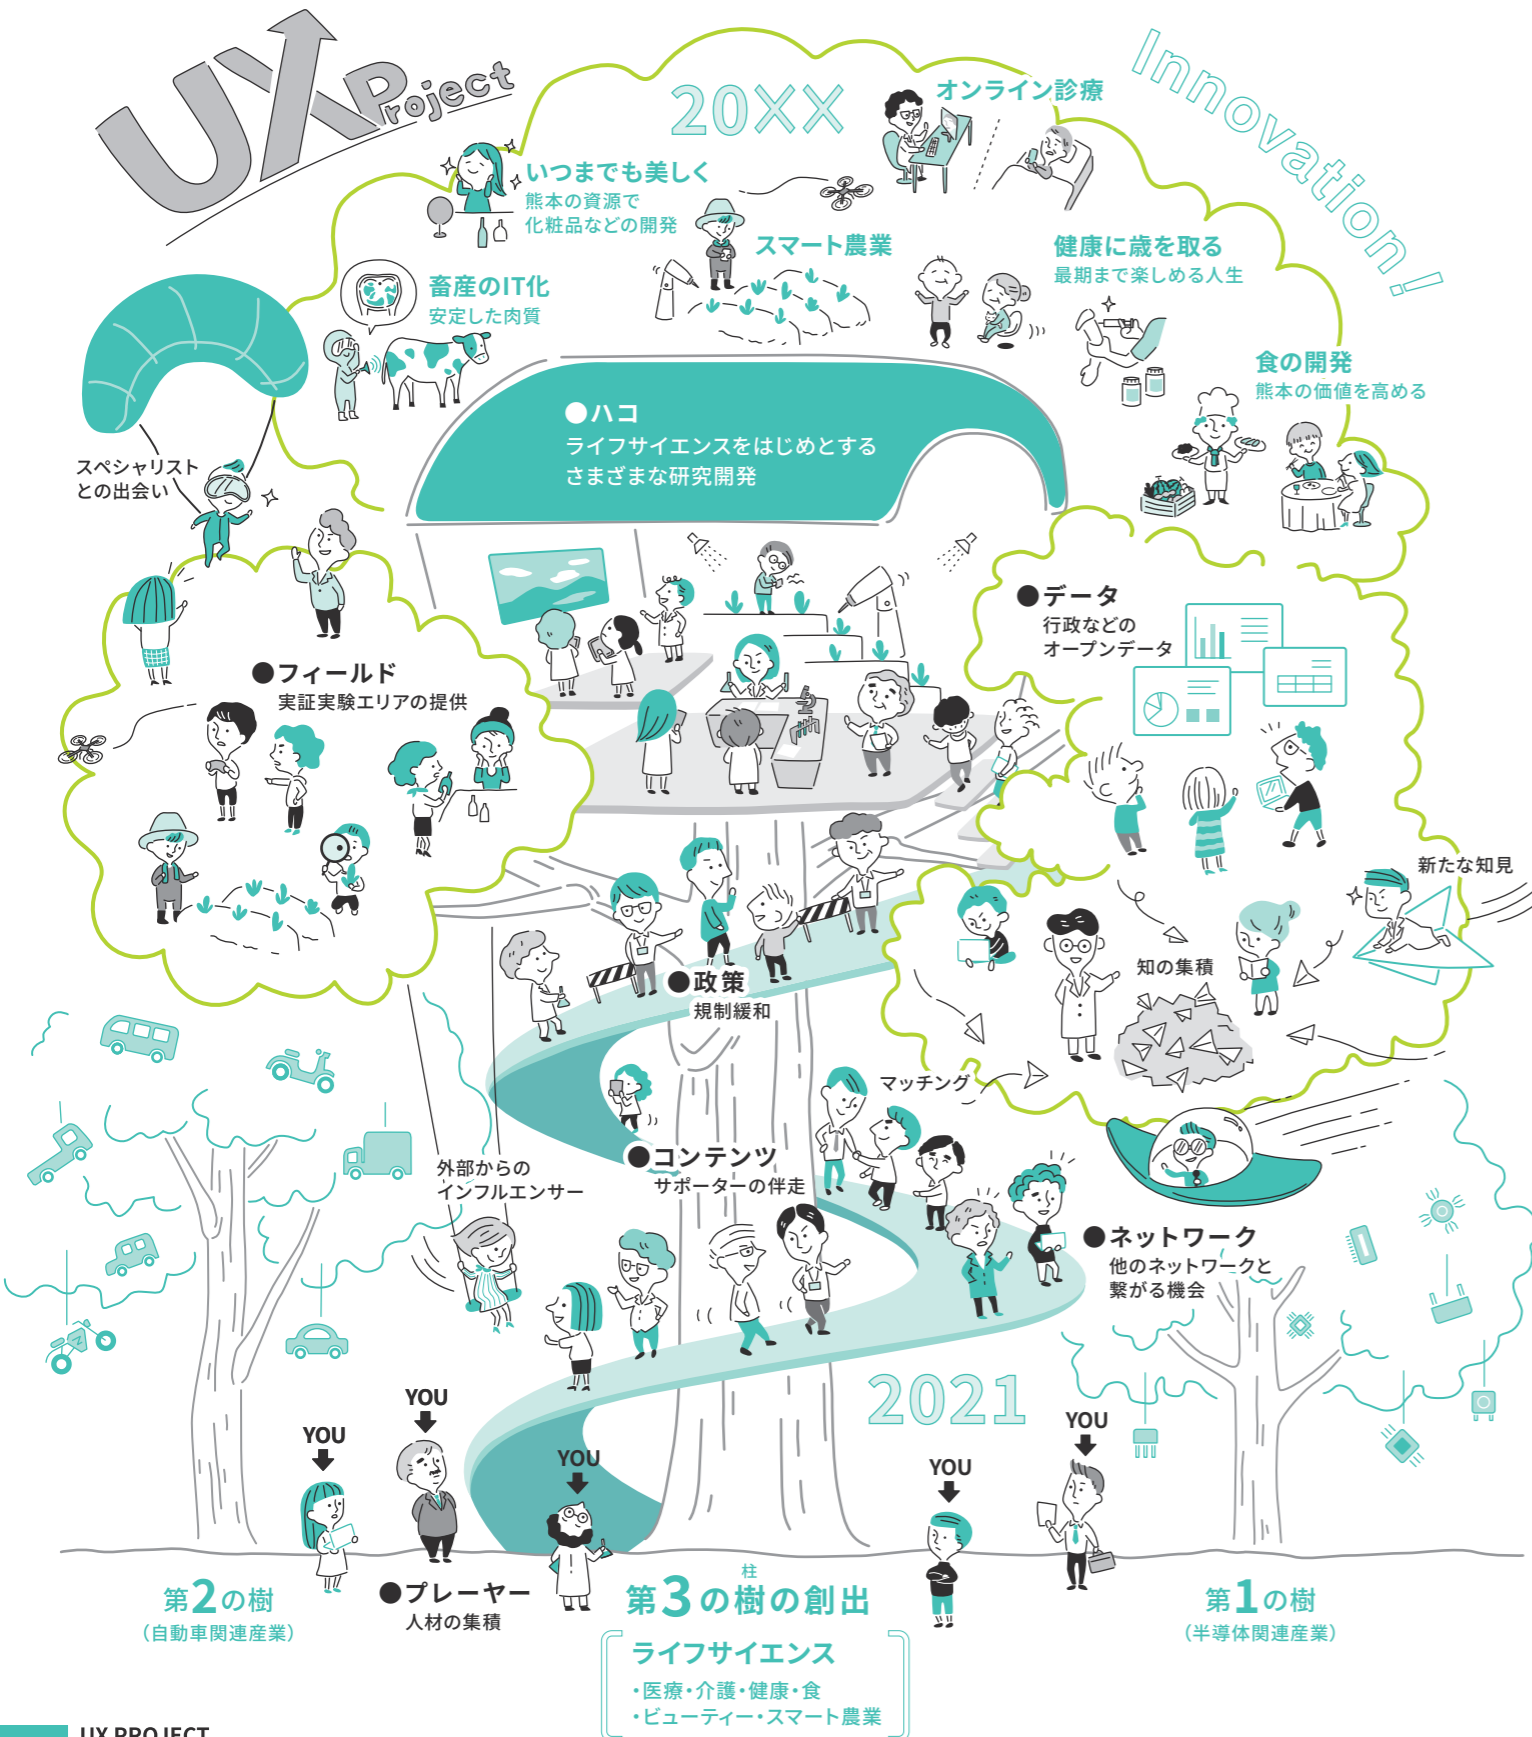 UX Project
Innovation!
20XX
オンライン診療
いつまでも美しく
熊本の資源で
化粧品などの開発
スマート農業
健康に歳を取る
最期まで楽しめる人生
畜産のIT化
安定した肉質
食の開発
熊本の価値を高める
●ハコ
ライフサイエンスをはじめとする
さまざまな研究開発
スペシャリスト
との出会い
●データ
行政などの
オープンデータ
●フィールド
実証実験エリアの提供
新たな知見
知の集積
●政策
規制緩和
マッチング
●コンテンツ
サポーターの伴走
外部からの
インフルエンサー
●ネットワーク
他のネットワークと
繋がる機会
2021
YOU
YOU
YOU
YOU
YOU
第2の樹
（自動車関連産業）
●プレーヤー
人材の集積
柱
第3の樹の創出
ライフサイエンス
・医療・介護・健康・食
・ビューティー・スマート農業
第1の樹
（半導体関連産業）
UX PROJECT